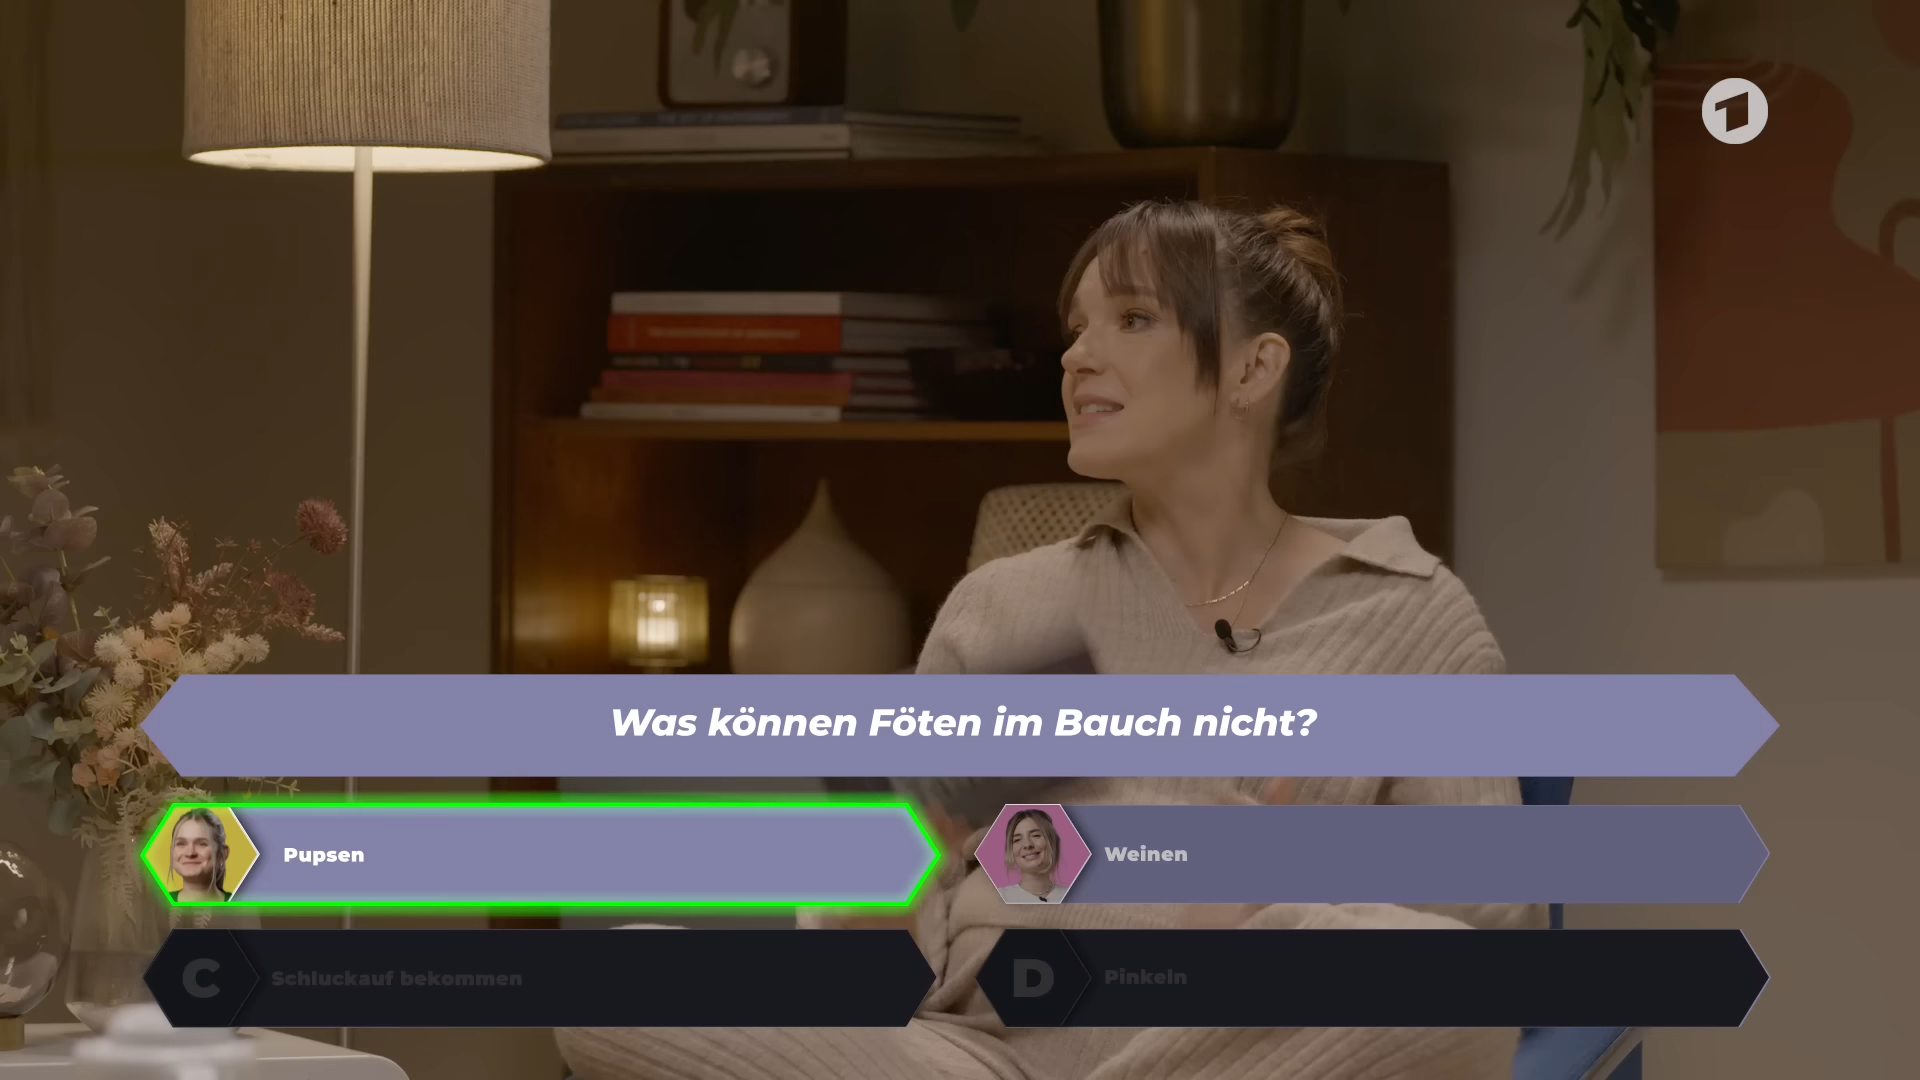 Was können Föten im Bauch nicht?
Pupsen
Weinen
C Schluckauf bekommen
D Pinkeln